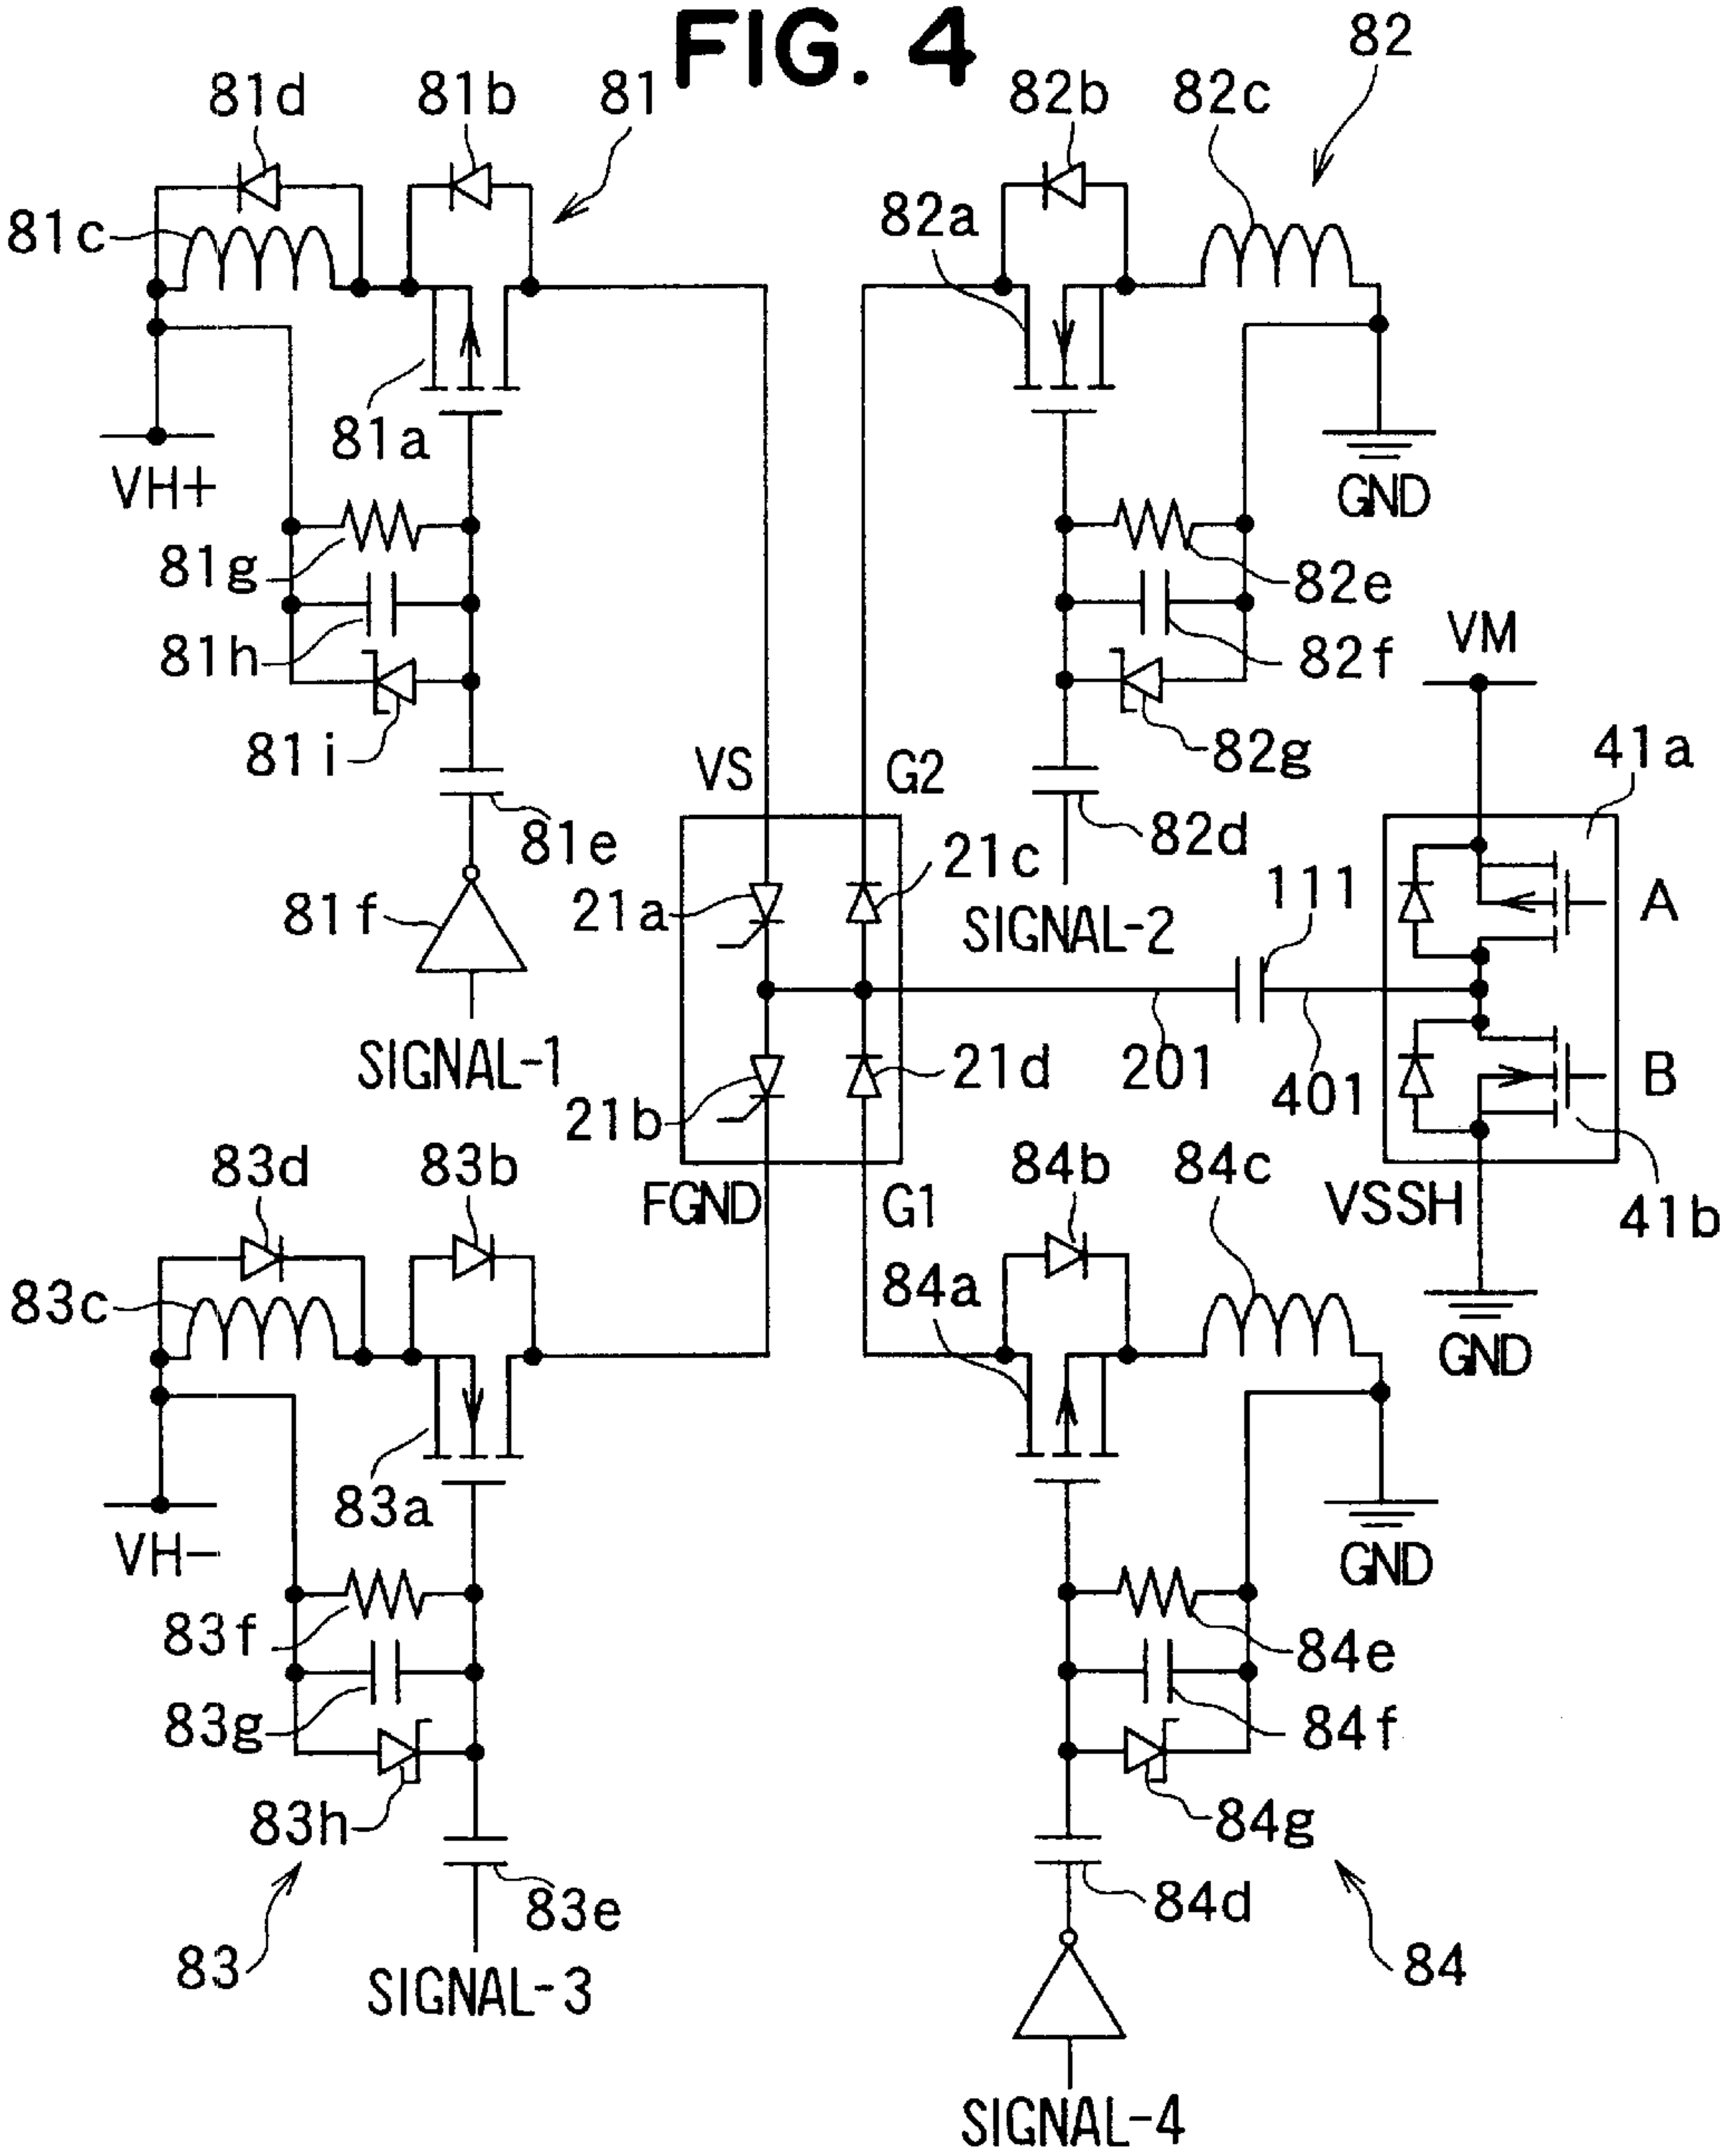 FIG. 4
82
81d
81b
81
82b
82c
81c
82a
81a
VH+
GND
81g
82e
81h
82f
VM
81i
VS
G2
82g
41a
81e
82d
21c
111
81f
21a
SIGNAL-2
A
SIGNAL-1
21b
21d
201
401
B
83d
83b
FGND
G1
84b
84c
VSSH
41b
83c
84a
GND
83a
VH-
GND
83f
84e
83g
84f
83h
84g
83e
84d
83
SIGNAL-3
84
SIGNAL-4